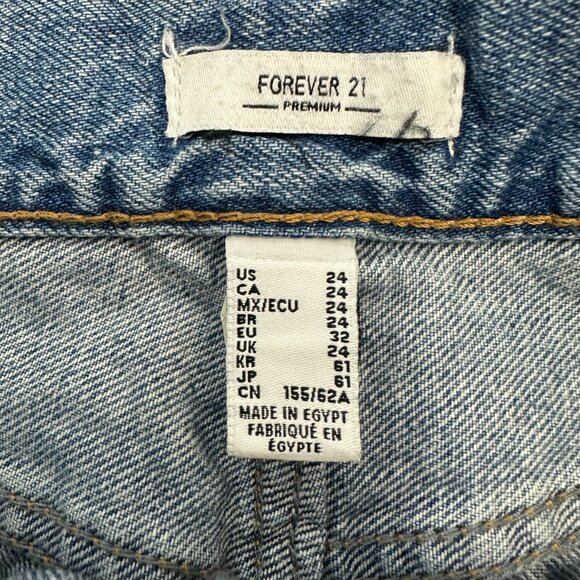 FOREVER 21
PREMIUM
US 24
CA 24
MX/ECU 24
BR 24
EU 32
UK 24
KR 61
JP 61
CN 155/62A
MADE IN EGYPT
FABRIQUÉ EN
ÉGYPTE